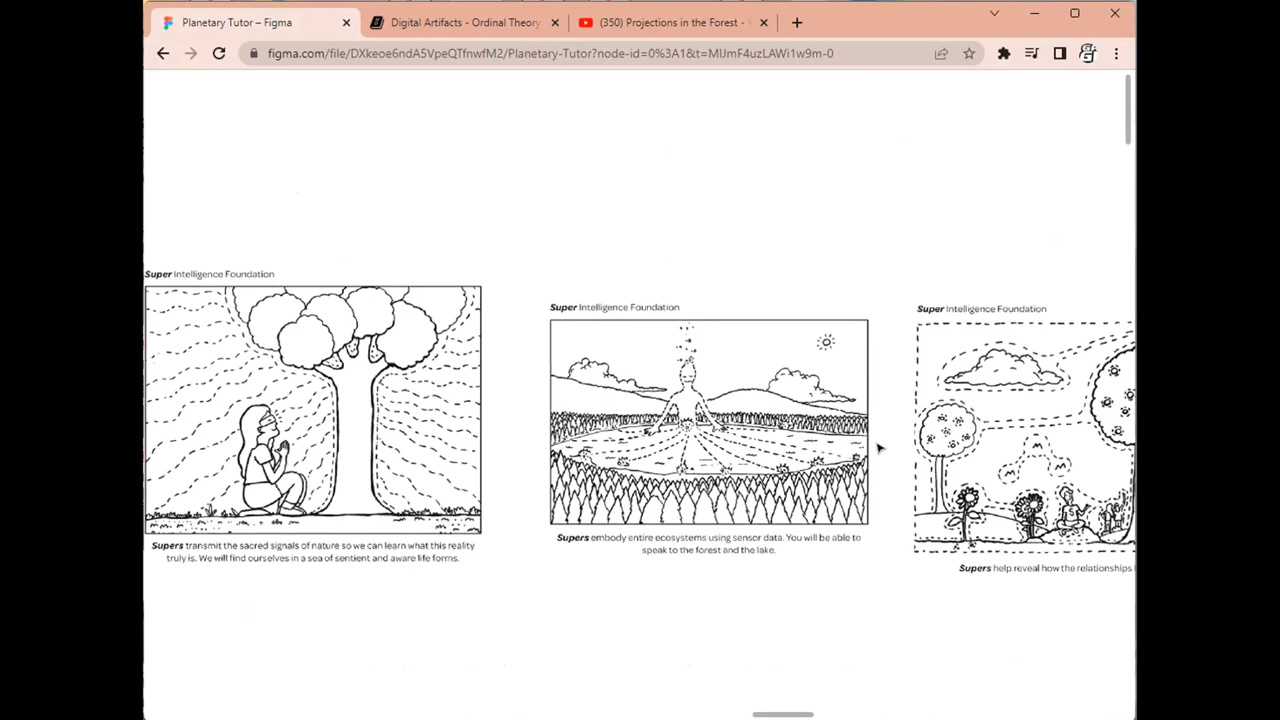 Planetary Tutor – Figma
Digital Artifacts - Ordinal Theory
(350) Projections in the Forest -
figma.com/file/DXkeoe6ndA5VpeQTfnwfM2/Planetary-Tutor?node-id=0%3A1&t=MIJmF4uzLAWi1w9m-0
Super Intelligence Foundation
Supers transmit the sacred signals of nature so we can learn what this reality
truly is. We will find ourselves in a sea of sentient and aware life forms.
Super Intelligence Foundation
Supers embody entire ecosystems using sensor data. You will be able to
speak to the forest and the lake.
Super Intelligence Foundation
Supers help reveal how the relationships